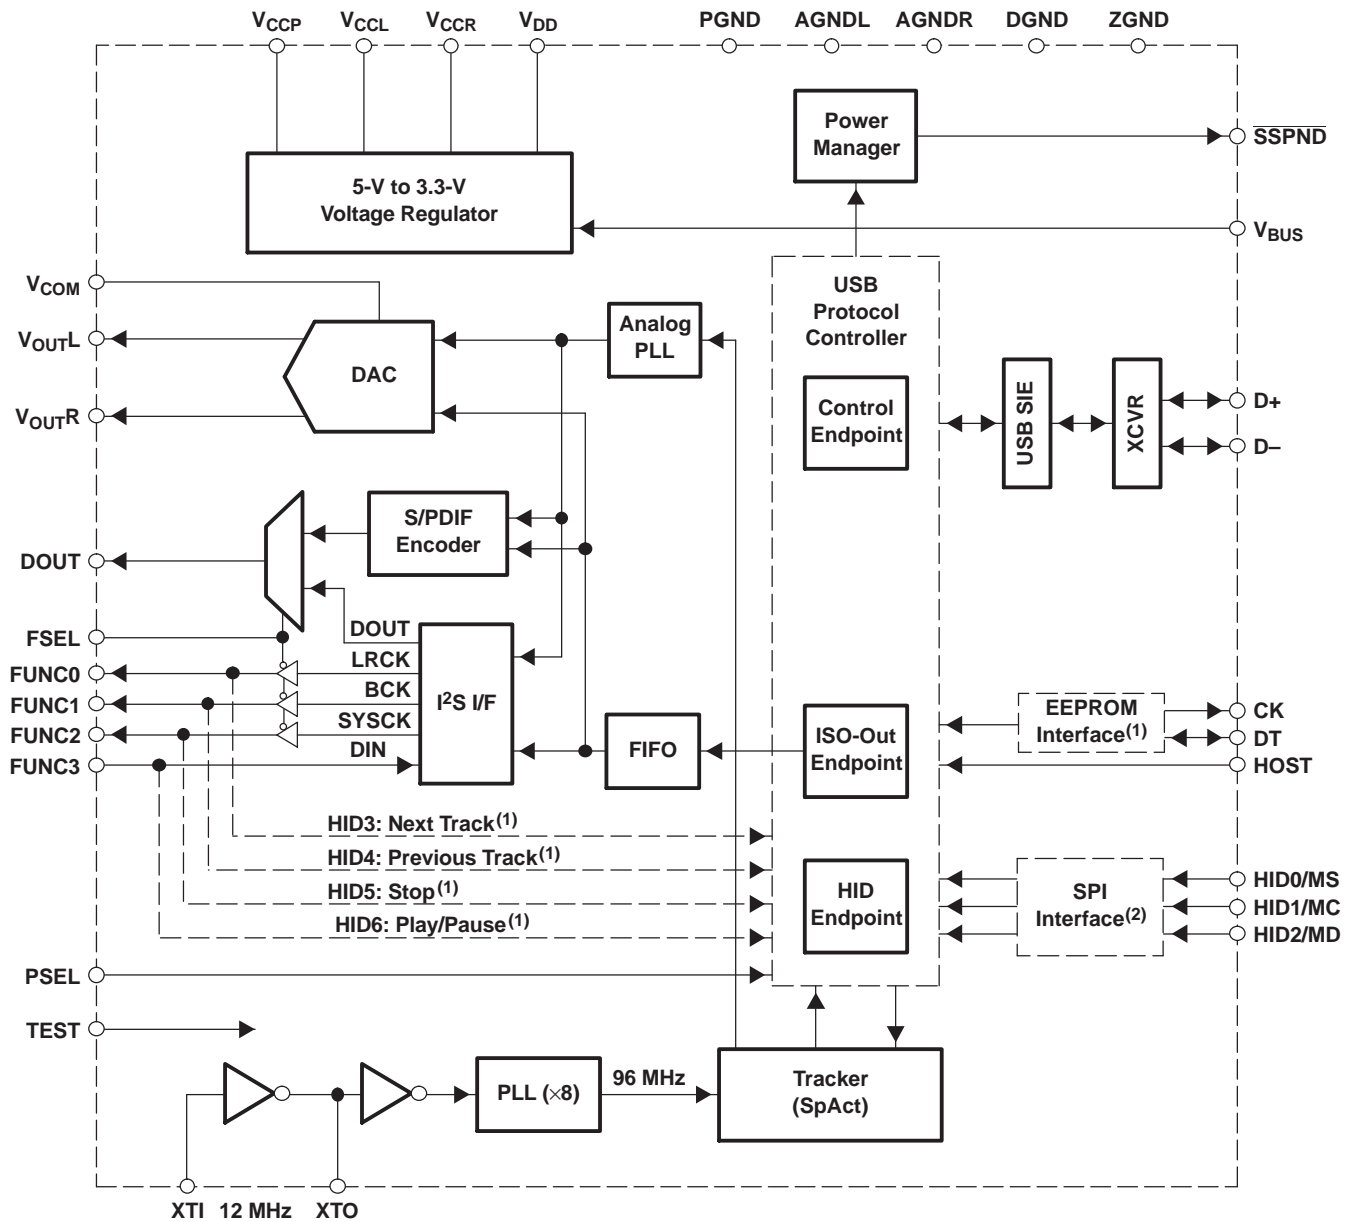 VCCP VCCL VCCR VDD PGND AGNDL AGNDR DGND ZGND
Power
Manager
SSPND
5-V to 3.3-V
Voltage Regulator
VBUS
VCOM
USB
Protocol
Controller
VOUTL
DAC
Analog
PLL
VOUTR
Control
Endpoint
USB SIE
XCVR
D+
D–
S/PDIF
Encoder
DOUT
FSEL
FUNC0
FUNC1
FUNC2
FUNC3
DOUT
LRCK
BCK
SYSCK
DIN
I2S I/F
FIFO
ISO-Out
Endpoint
EEPROM
Interface(1)
CK
DT
HOST
HID3: Next Track(1)
HID4: Previous Track(1)
HID5: Stop(1)
HID6: Play/Pause(1)
HID
Endpoint
SPI
Interface(2)
HID0/MS
HID1/MC
HID2/MD
PSEL
TEST
PLL (×8)
96 MHz
Tracker
(SpAct)
XTI 12 MHz XTO